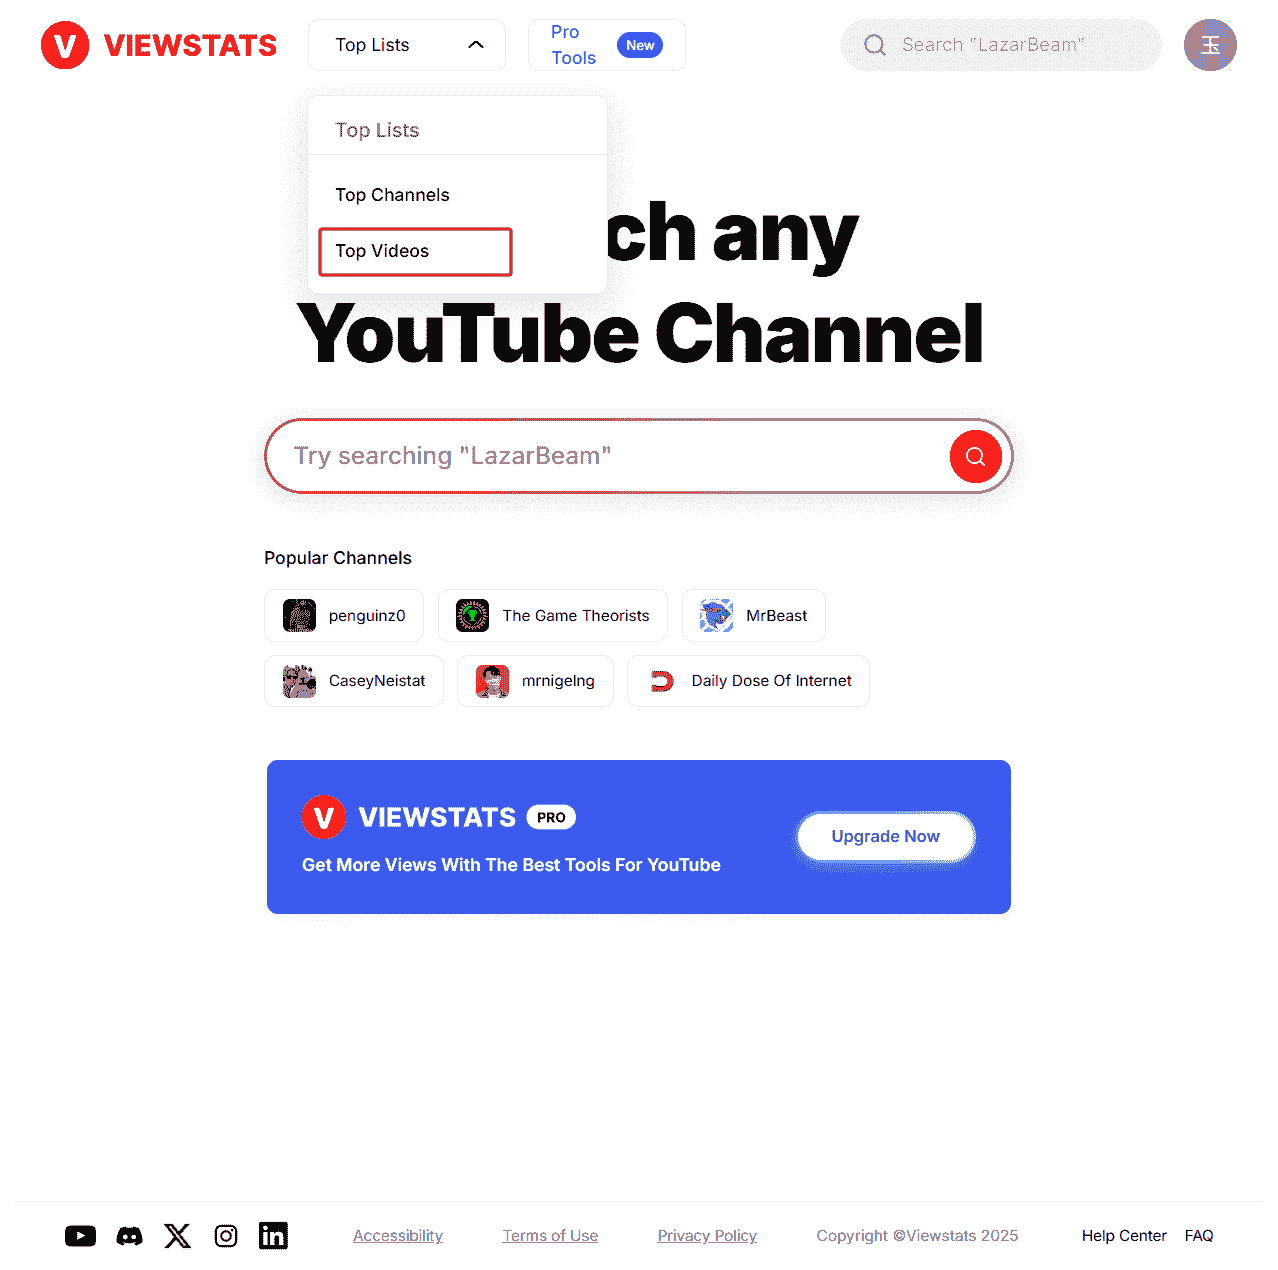 V VIEWSTATS
Top Lists
Pro Tools
New
Search "LazarBeam"
玉
Top Lists
Top Channels
Top Videos
ch any
YouTube Channel
Try searching "LazarBeam"
Popular Channels
penguinz0
The Game Theorists
MrBeast
CaseyNeistat
mrnigelng
Daily Dose Of Internet
V VIEWSTATS PRO
Get More Views With The Best Tools For YouTube
Upgrade Now
Accessibility
Terms of Use
Privacy Policy
Copyright ©Viewstats 2025
Help Center
FAQ